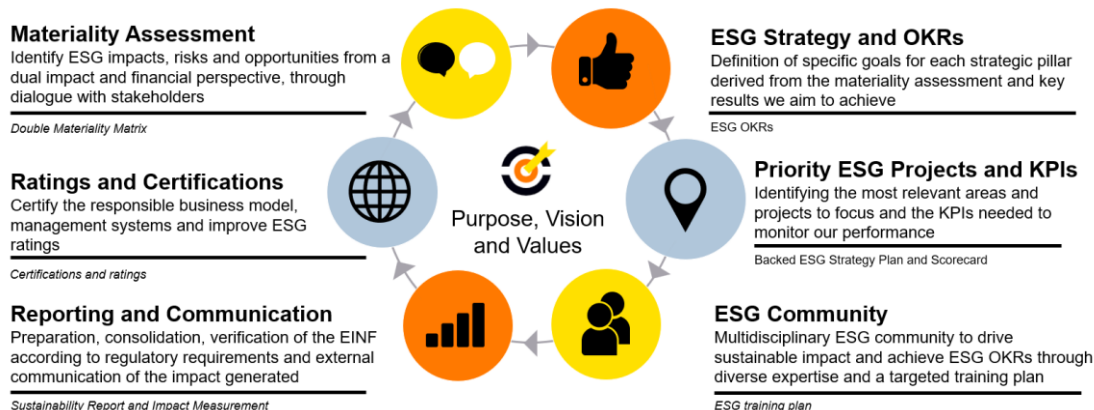 Materiality Assessment
Identify ESG impacts, risks and opportunities from a
dual impact and financial perspective, through
dialogue with stakeholders
Double Materiality Matrix
ESG Strategy and OKRs
Definition of specific goals for each strategic pillar
derived from the materiality assessment and key
results we aim to achieve
ESG OKRs
Ratings and Certifications
Certify the responsible business model,
management systems and improve ESG
ratings
Certifications and ratings
Purpose, Vision
and Values
Priority ESG Projects and KPIs
Identifying the most relevant areas and
projects to focus and the KPIs needed to
monitor our performance
Backed ESG Strategy Plan and Scorecard
Reporting and Communication
Preparation, consolidation, verification of the EINF
according to regulatory requirements and external
communication of the impact generated
Sustainability Report and Impact Measurement
ESG Community
Multidisciplinary ESG community to drive
sustainable impact and achieve ESG OKRs through
diverse expertise and a targeted training plan
ESG training plan